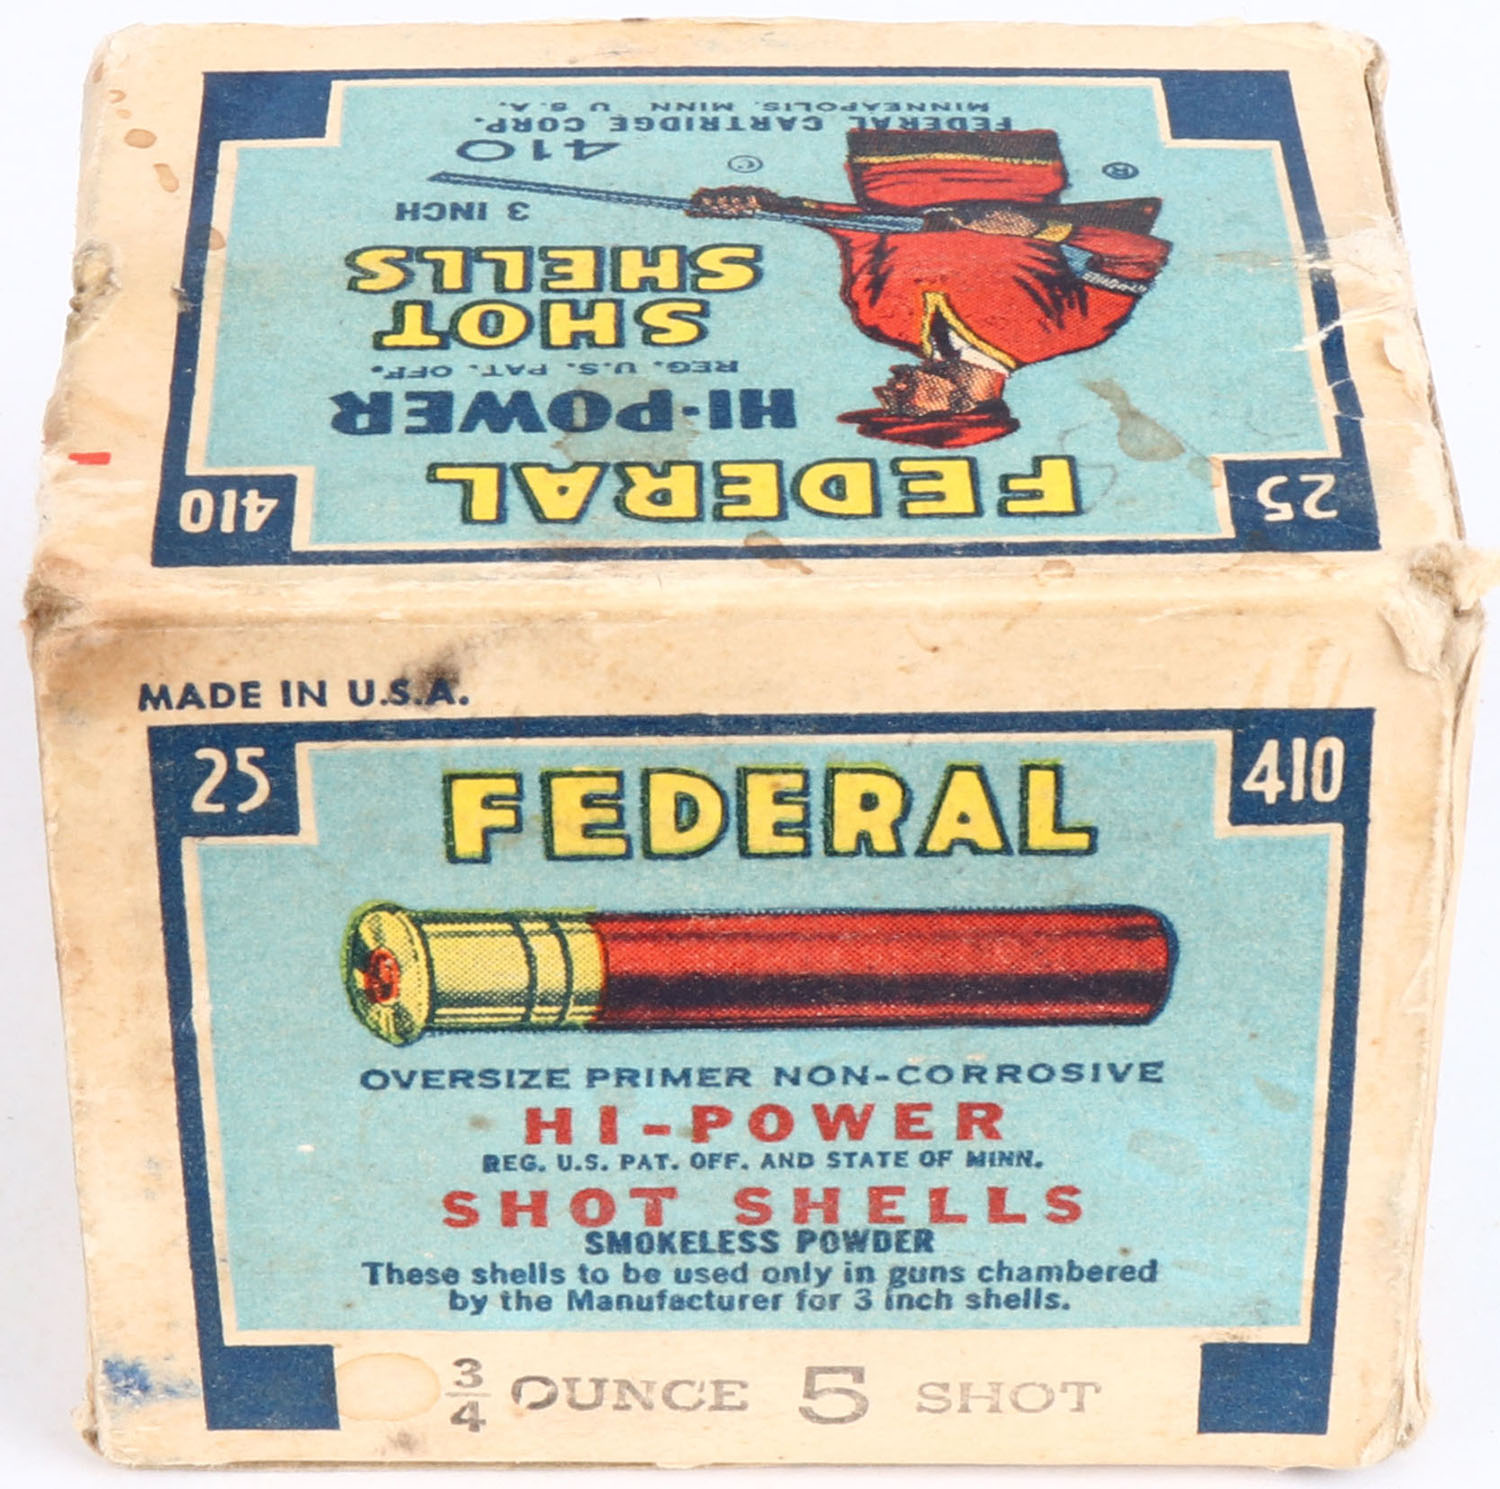 FEDERAL CARTRIDGE CORP.
MINNEAPOLIS, MINN. U.S.A.
®
©
410
3 INCH
SHOT
SHELLS
REG. U.S. PAT. OFF.
HI-POWER
FEDERAL
25
410
MADE IN U.S.A.
25
410
FEDERAL
OVERSIZE PRIMER NON-CORROSIVE
HI-POWER
REG. U.S. PAT. OFF. AND STATE OF MINN.
SHOT SHELLS
SMOKELESS POWDER
These shells to be used only in guns chambered
by the Manufacturer for 3 inch shells.
3/4 OUNCE 5 SHOT